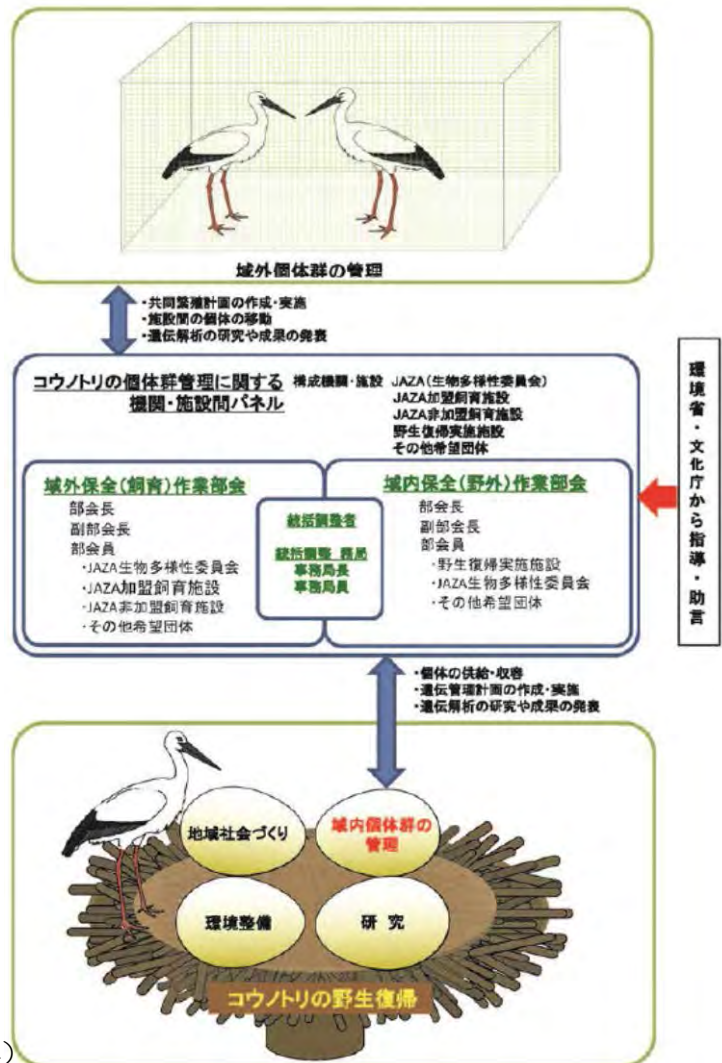 域外個体群の管理
・共同繁殖計画の作成・実施
・施設間の個体の移動
・遺伝解析の研究や成果の発表
コウノトリの個体群管理に関する
機関・施設間パネル
構成機関・施設
JAZA(生物多様性委員会)
JAZA加盟飼育施設
JAZA非加盟飼育施設
野生復帰実施施設
その他希望団体
域外保全(飼育)作業部会
部会長
副部会長
部会員
・JAZA生物多様性委員会
・JAZA加盟飼育施設
・JAZA非加盟飼育施設
・その他希望団体
統括調整者
統括調整 務局
事務局長
事務局員
域内保全(野外)作業部会
部会長
副部会長
部会員
・野生復帰実施施設
・JAZA生物多様性委員会
・その他希望団体
環境省・文化庁から指導・助言
・個体の供給・収容
・遺伝管理計画の作成・実施
・遺伝解析の研究や成果の発表
地域社会づくり
域内個体群の
管理
環境整備
研 究
コウノトリの野生復帰
)